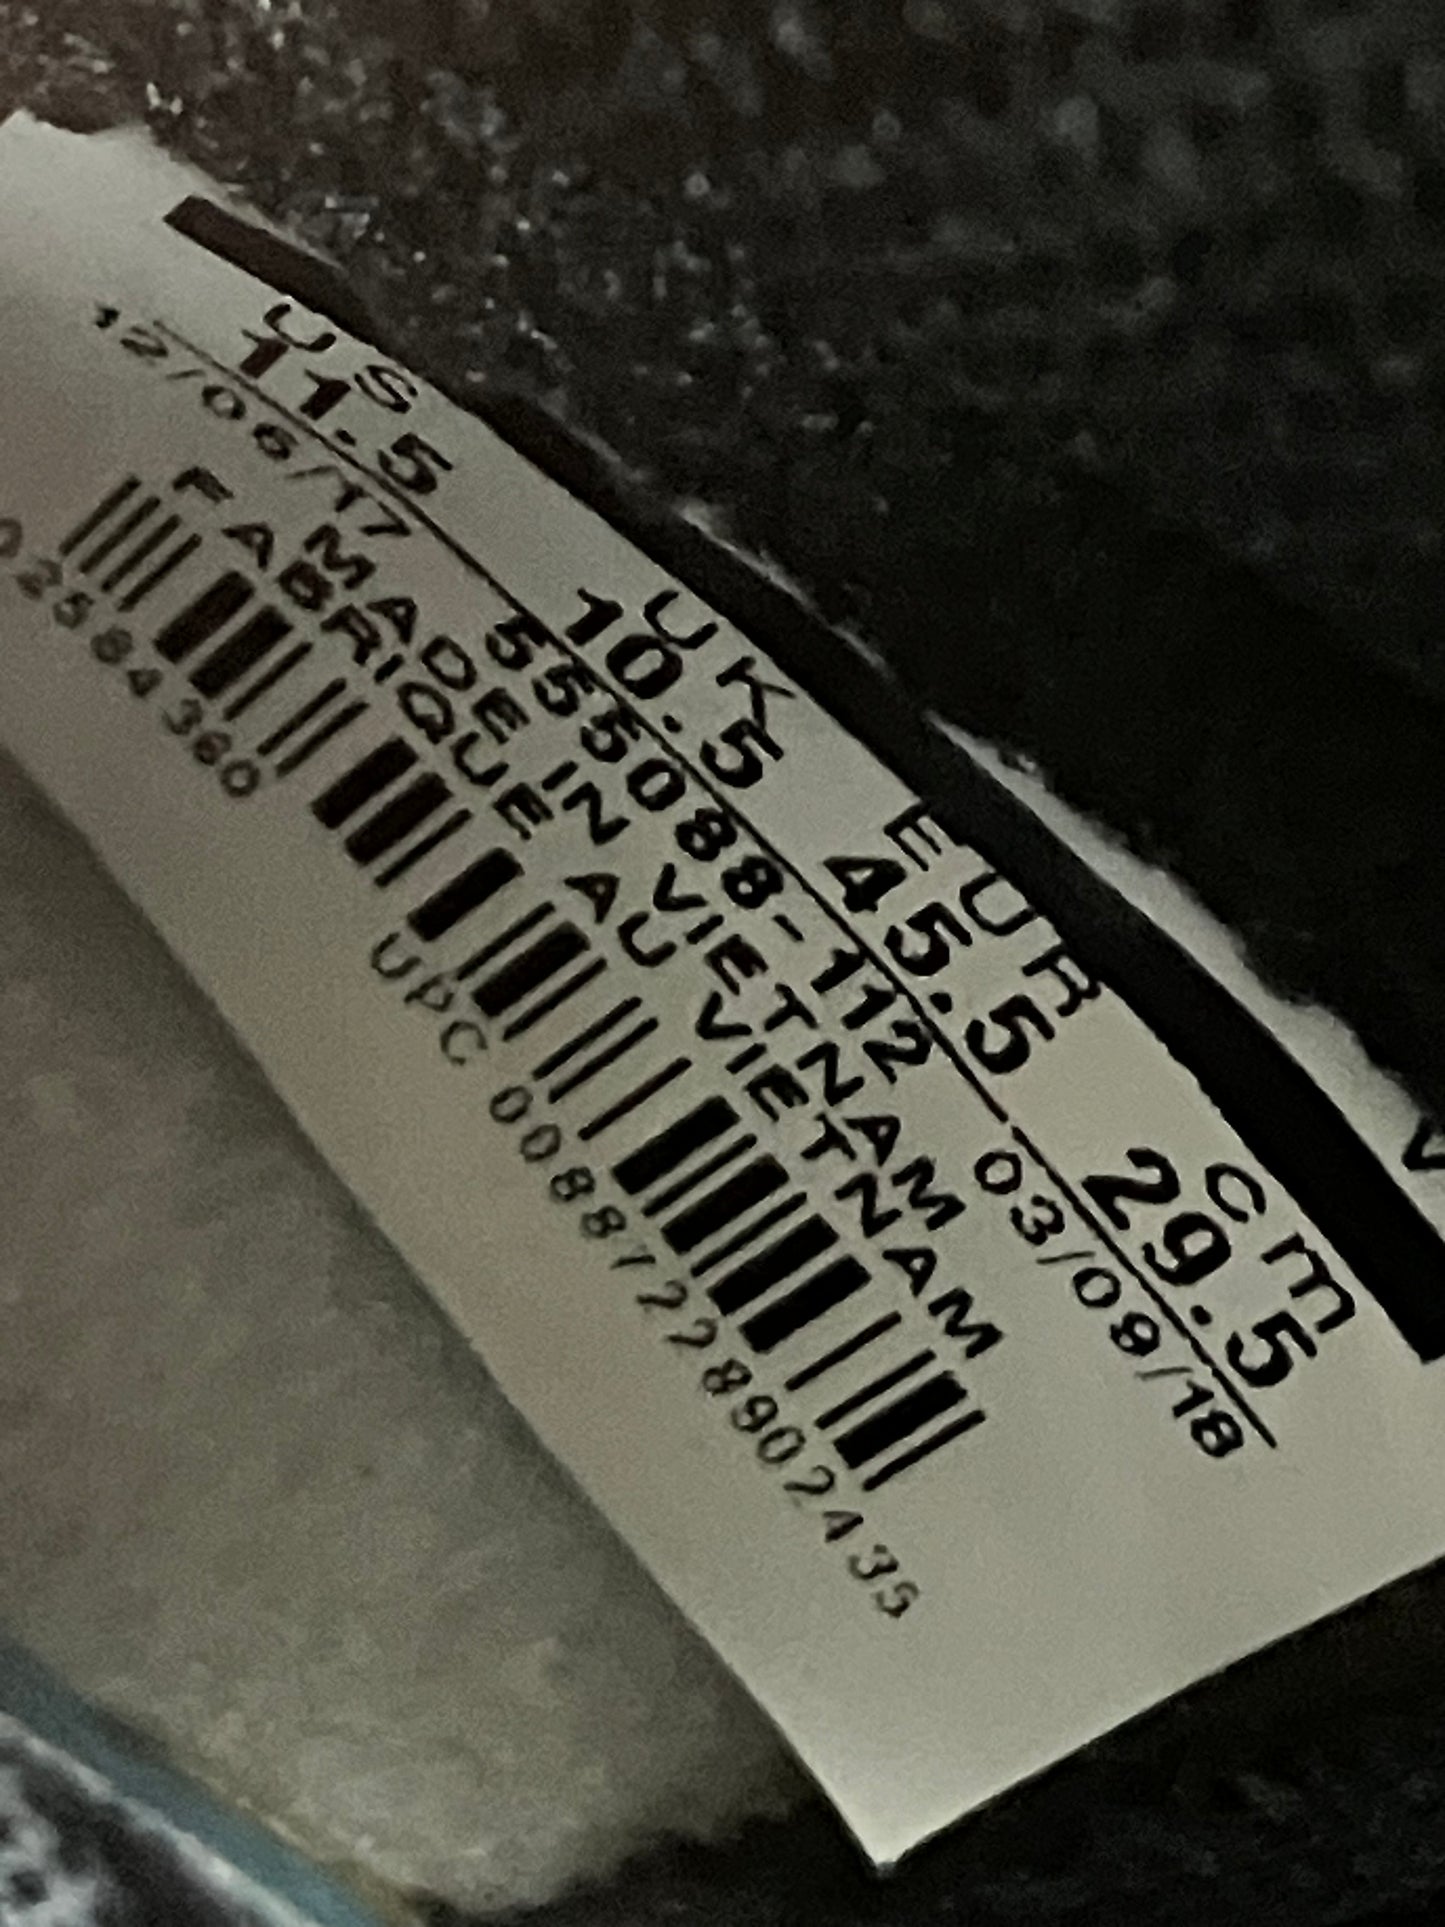 US UK EUR cm
11.5 10.5 45.5 29.5
12/06/17 555088-112 03/09/18
MADE IN VIETNAM
FABRIQUE AU VIETNAM
UPC 00887228902435